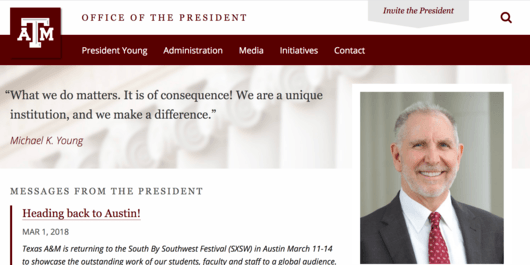 Invite the President
ĀTM
OFFICE OF THE PRESIDENT
President Young Administration Media Initiatives Contact
“What we do matters. It is of consequence! We are a unique
institution, and we make a difference.”
Michael K. Young
MESSAGES FROM THE PRESIDENT
Heading back to Austin!
MAR 1, 2018
Texas A&M is returning to the South By Southwest Festival (SXSW) in Austin March 11-14
to showcase the outstanding work of our students, faculty and staff to a global audience.